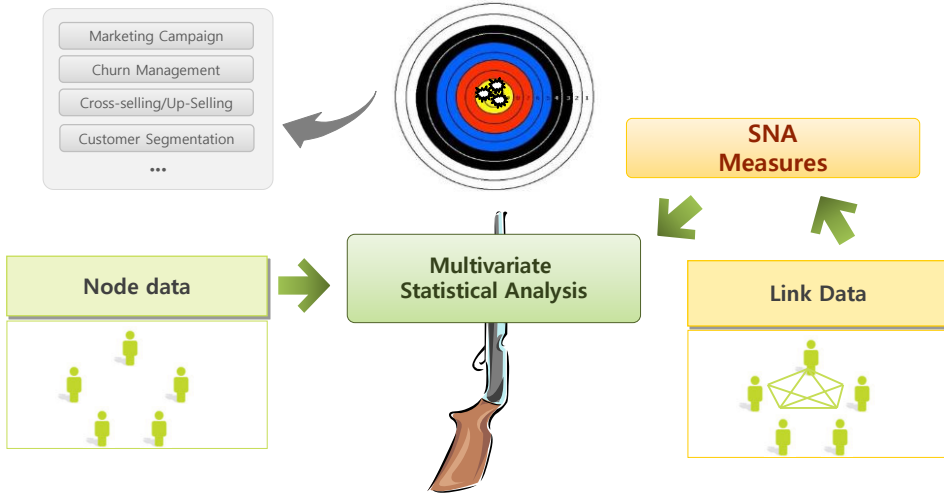 Marketing Campaign
Churn Management
Cross-selling/Up-Selling
Customer Segmentation
...
SNA
Measures
Multivariate
Statistical Analysis
Node data
Link Data